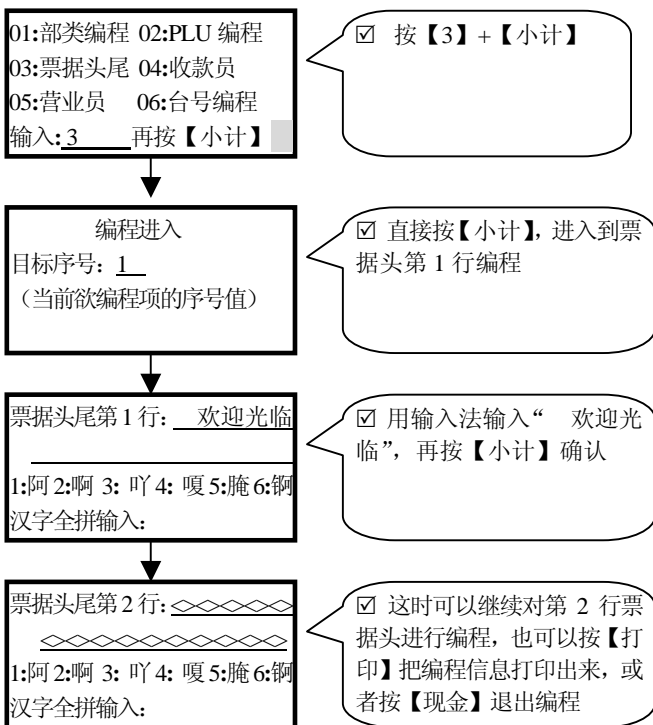 01:部类编程 02:PLU 编程
03:票据头尾 04:收款员
05:营业员 06:台号编程
输入:3 再按【小计】
☑ 按【3】+【小计】
编程进入
目标序号：1
（当前欲编程项的序号值）
☑ 直接按【小计】，进入到票
据头第 1 行编程
票据头尾第 1 行： 欢迎光临
1:阿 2:啊 3: 吖 4: 嘎 5:腌 6:锕
汉字全拼输入：
☑ 用输入法输入“ 欢迎光
临”，再按【小计】确认
票据头尾第 2 行：◇◇◇◇◇
◇◇◇◇◇◇◇◇◇◇
1:阿 2:啊 3: 吖 4: 嘎 5:腌 6:锕
汉字全拼输入：
☑ 这时可以继续对第 2 行票
据头进行编程，也可以按【打
印】把编程信息打印出来，或
者按【现金】退出编程